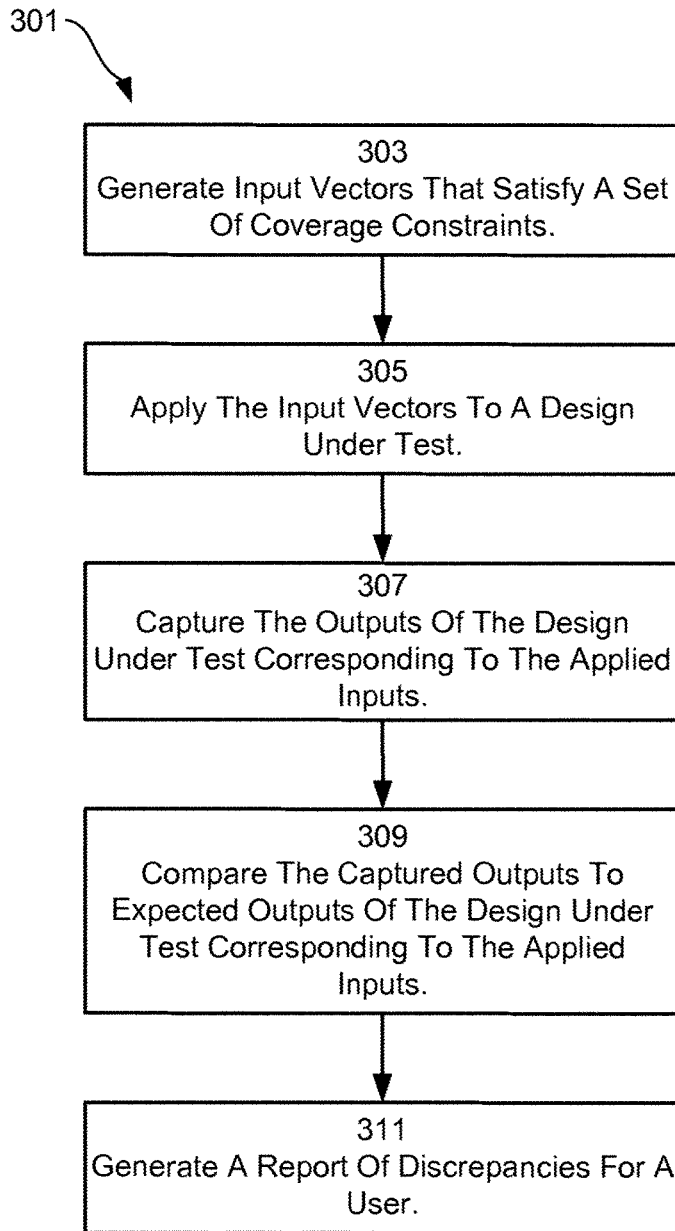 301
303
Generate Input Vectors That Satisfy A Set
Of Coverage Constraints.
305
Apply The Input Vectors To A Design
Under Test.
307
Capture The Outputs Of The Design
Under Test Corresponding To The Applied
Inputs.
309
Compare The Captured Outputs To
Expected Outputs Of The Design Under
Test Corresponding To The Applied
Inputs.
311
Generate A Report Of Discrepancies For A
User.